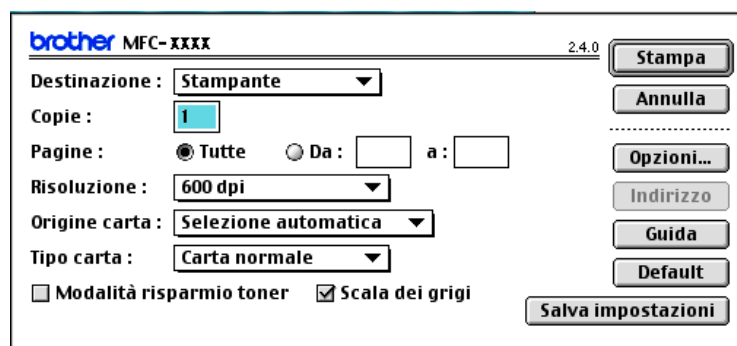 brother MFC-XXXX 2.4.0
Stampa
Destinazione : Stampante
Annulla
Copie : 1
Pagine : Tutte Da : a :
Opzioni...
Risoluzione : 600 dpi
Indirizzo
Origine carta : Selezione automatica
Guida
Tipo carta : Carta normale
Default
Modalità risparmio toner Scala dei grigi
Salva impostazioni